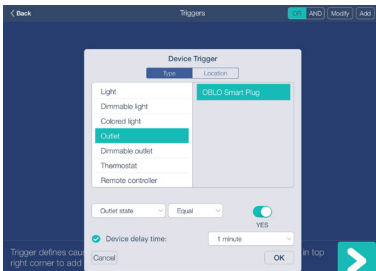 Back Triggers OR AND Modify Add
Device Trigger
Type Location
Light
Dimmable light
Colored light
Outlet
Dimmable outlet
Thermostat
Remote controller
OBLO Smart Plug
Outlet state Equal
YES
Device delay time: 1 minute
Cancel OK
Trigger defines cau in top
right corner to add